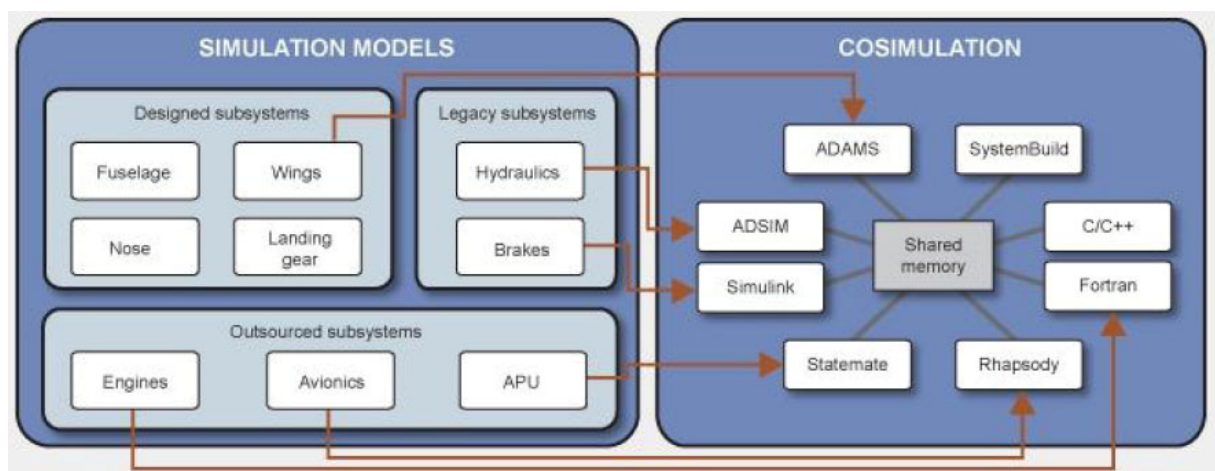 SIMULATION MODELS
Designed subsystems
Fuselage
Wings
Nose
Landing
gear
Legacy subsystems
Hydraulics
Brakes
Outsourced subsystems
Engines
Avionics
APU
COSIMULATION
ADAMS
SystemBuild
ADSIM
C/C++
Shared
memory
Simulink
Fortran
Statemate
Rhapsody